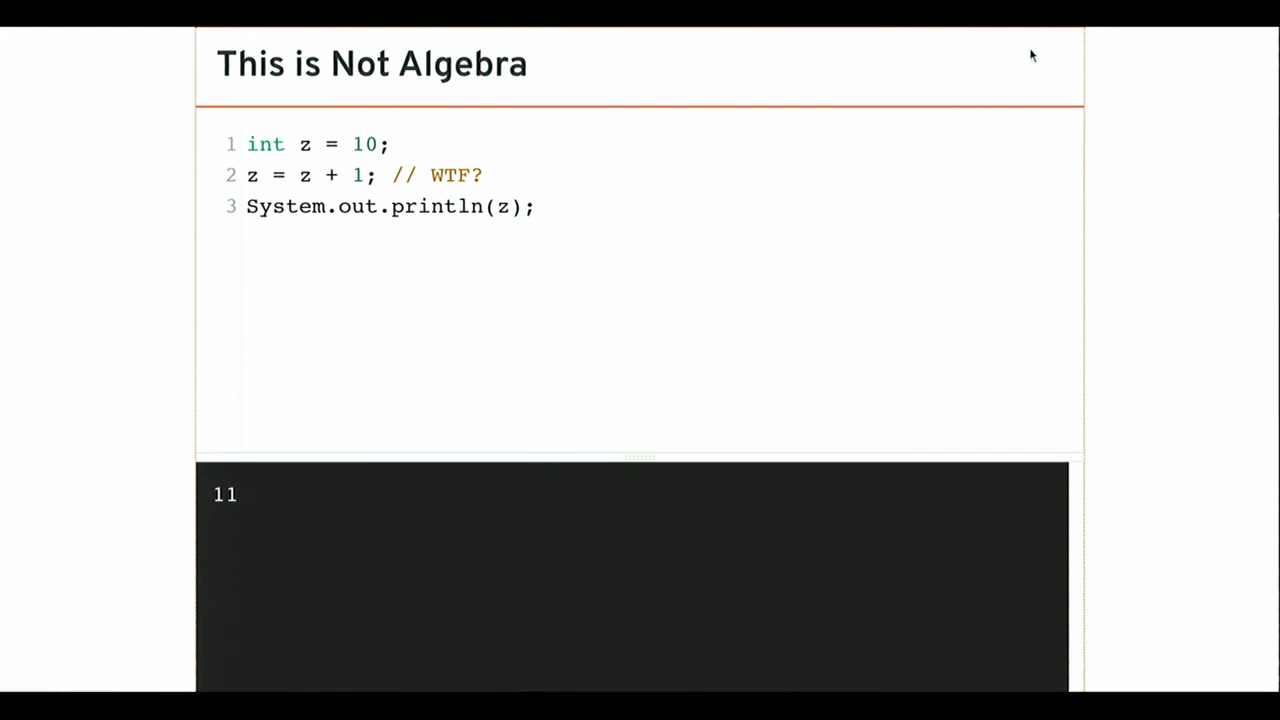 This is Not Algebra
1 int z = 10;
2 z = z + 1; // WTF?
3 System.out.println(z);
11